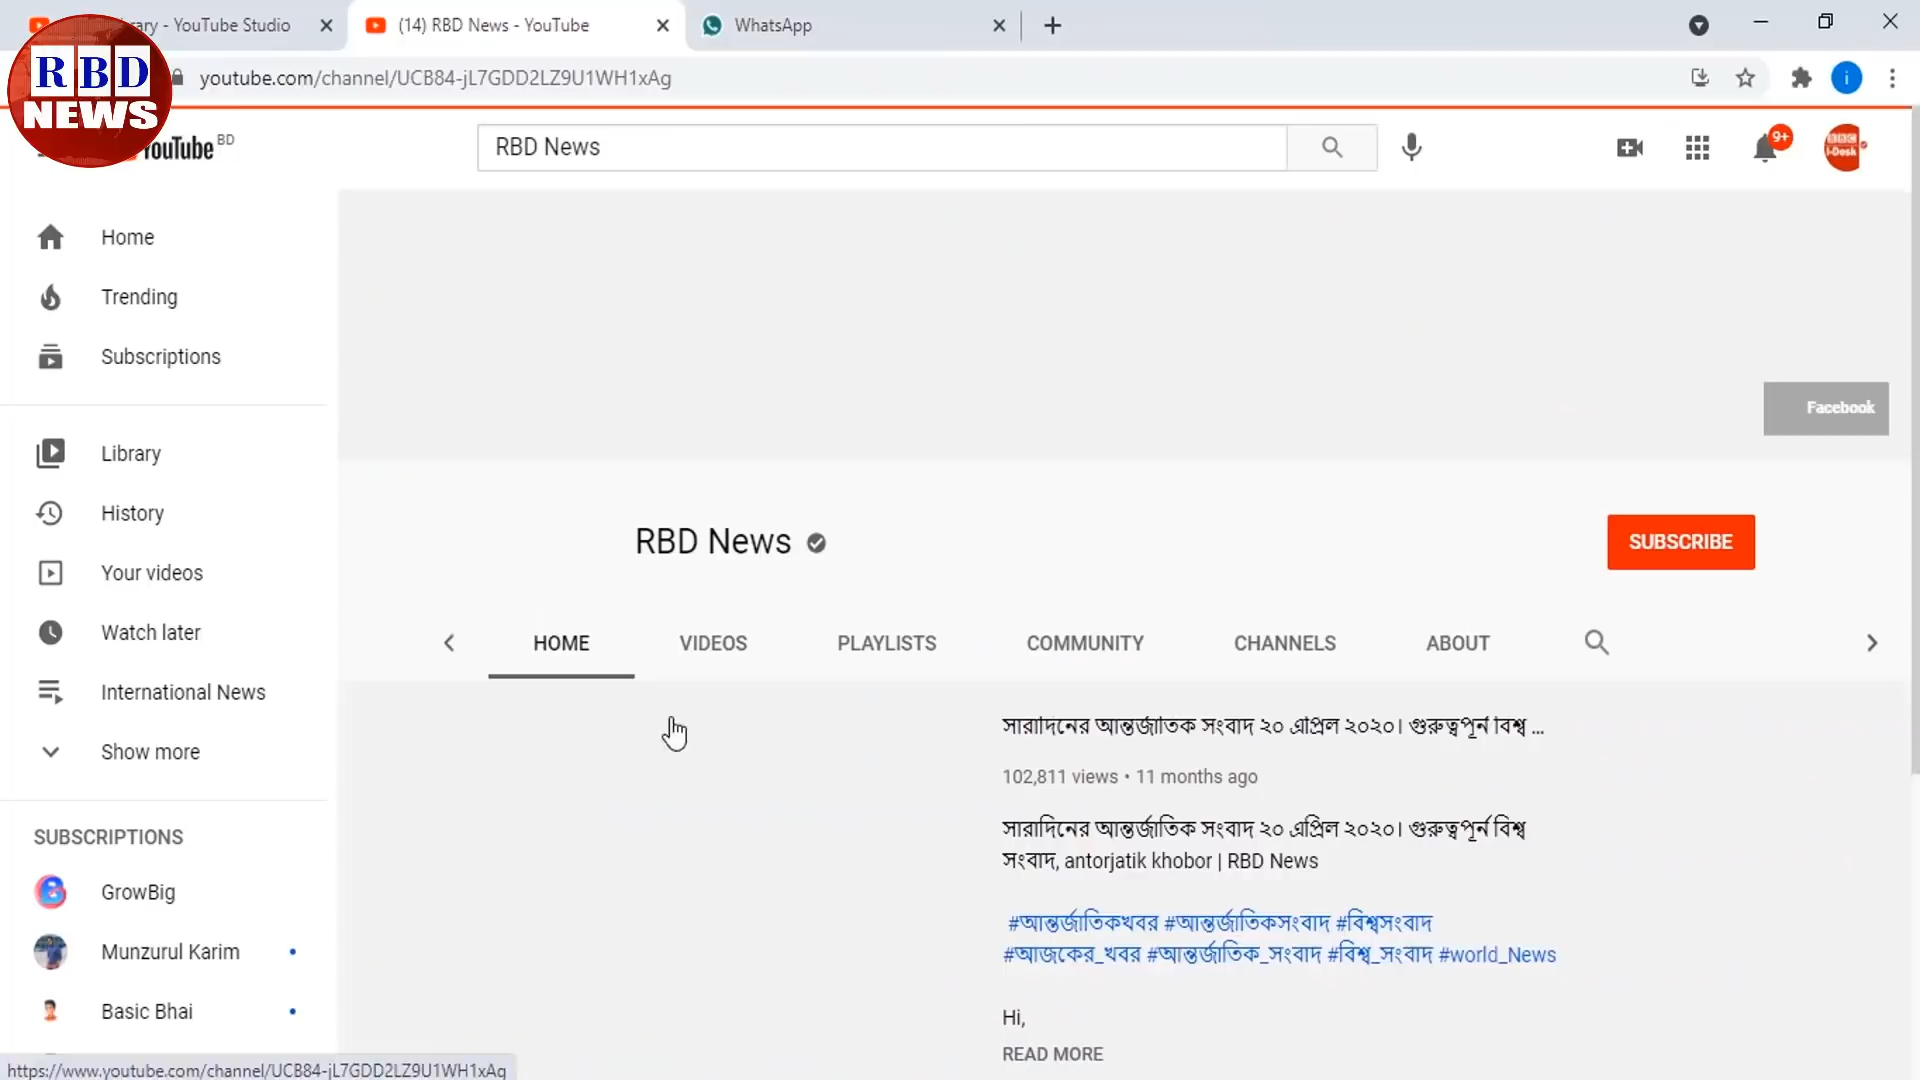 rary - YouTube Studio
(14) RBD News - YouTube
WhatsApp
RBD
NEWS
youtube.com/channel/UCB84-jL7GDD2LZ9U1WH1xAg
i
YouTube BD
RBD News
9+
BBC
i-Desk
Home
Trending
Subscriptions
Facebook
Library
History
Your videos
Watch later
International News
Show more
RBD News
SUBSCRIBE
HOME
VIDEOS
PLAYLISTS
COMMUNITY
CHANNELS
ABOUT
সারাদিনের আন্তর্জাতিক সংবাদ ২০ এপ্রিল ২০২০। গুরুত্বপূর্ন বিশ্ব ...
102,811 views • 11 months ago
সারাদিনের আন্তর্জাতিক সংবাদ ২০ এপ্রিল ২০২০। গুরুত্বপূর্ন বিশ্ব
সংবাদ, antorjatik khobor | RBD News
#আন্তর্জাতিকখবর #আন্তর্জাতিকসংবাদ #বিশ্বসংবাদ
#আজকের_খবর #আন্তর্জাতিক_সংবাদ #বিশ্ব_সংবাদ #world_News
Hi,
READ MORE
SUBSCRIPTIONS
GrowBig
Munzurul Karim
Basic Bhai
https://www.youtube.com/channel/UCB84-jL7GDD2LZ9U1WH1xAg